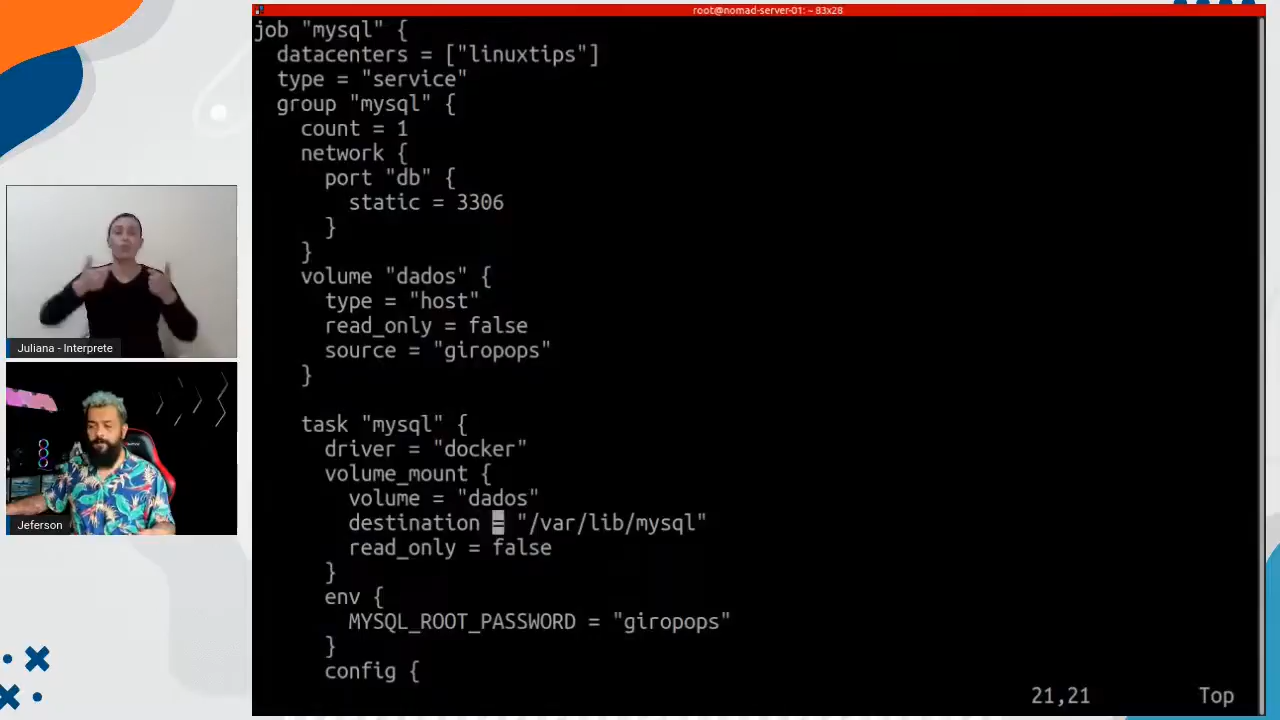 root@nomad-server-01: ~ 83x28
job "mysql" {
  datacenters = ["linuxtips"]
  type = "service"
  group "mysql" {
    count = 1
    network {
      port "db" {
        static = 3306
      }
    }
    volume "dados" {
      type = "host"
      read_only = false
      source = "giropops"
    }

    task "mysql" {
      driver = "docker"
      volume_mount {
        volume = "dados"
        destination = "/var/lib/mysql"
        read_only = false
      }
      env {
        MYSQL_ROOT_PASSWORD = "giropops"
      }
      config {
21,21 Top
Juliana - Interprete
Jeferson